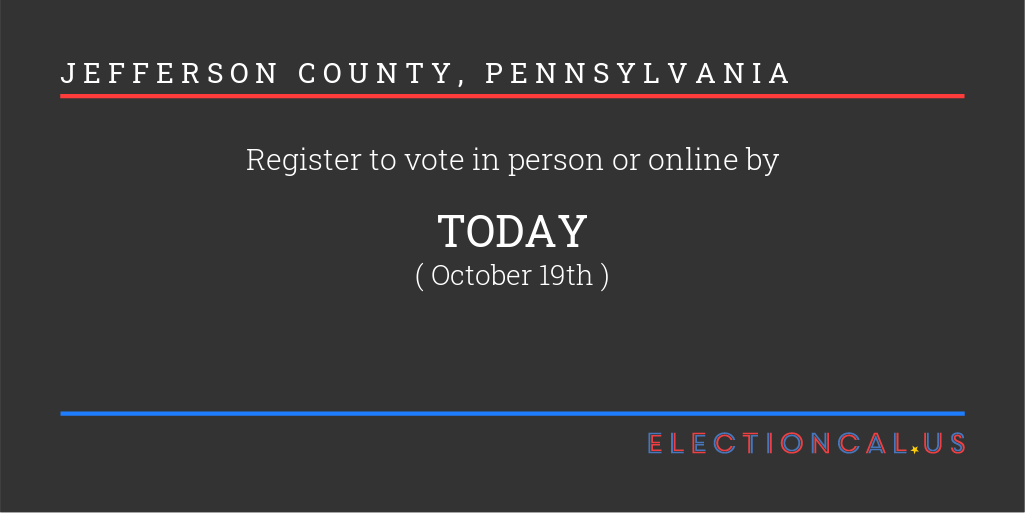 JEFFERSON COUNTY, PENNSYLVANIA
Register to vote in person or online by
TODAY
( October 19th )
ELECTIONCAL.US